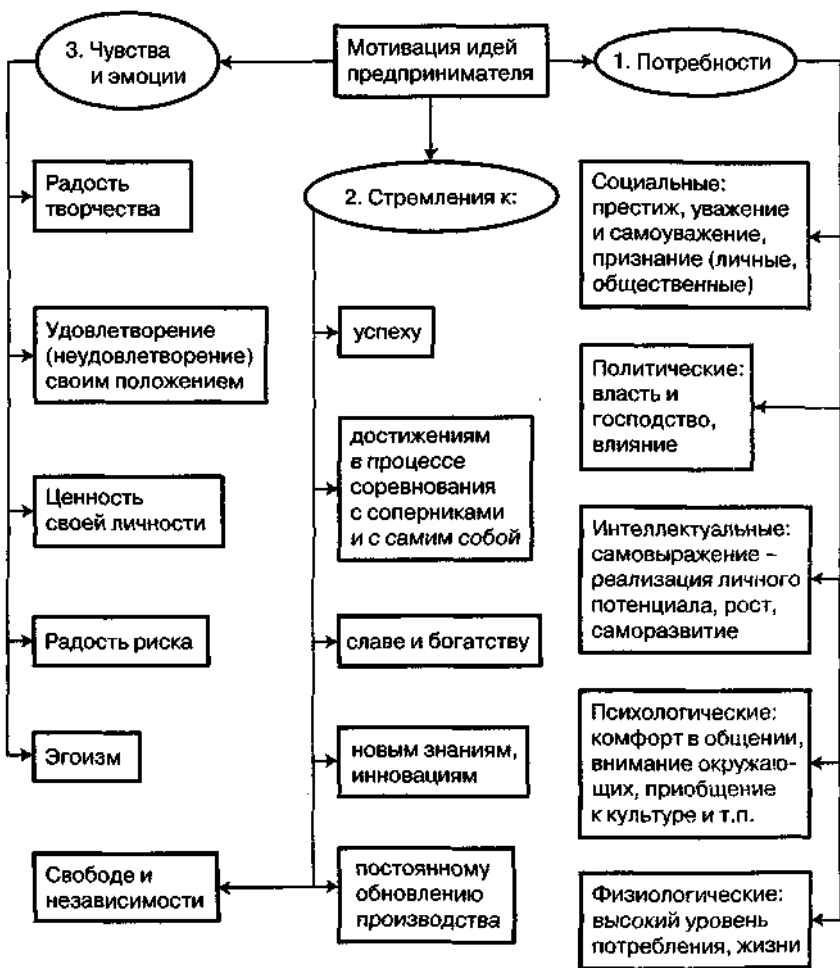 3. Чувства
и эмоции
Мотивация идей
предпринимателя
1. Потребности
Радость
творчества
Удовлетворение
(неудовлетворение)
своим положением
Ценность
своей личности
Радость риска
Эгоизм
Свободе и
независимости
2. Стремления к:
успеху
достижениям
в процессе
соревнования
с соперниками
и с самим собой
славе и богатству
новым знаниям,
инновациям
постоянному
обновлению
производства
Социальные:
престиж, уважение
и самоуважение,
признание (личные,
общественные)
Политические:
власть и
господство,
влияние
Интеллектуальные:
самовыражение –
реализация личного
потенциала, рост,
саморазвитие
Психологические:
комфорт в общении,
внимание окружаю-
щих, приобщение
к культуре и т.п.
Физиологические:
высокий уровень
потребления, жизни